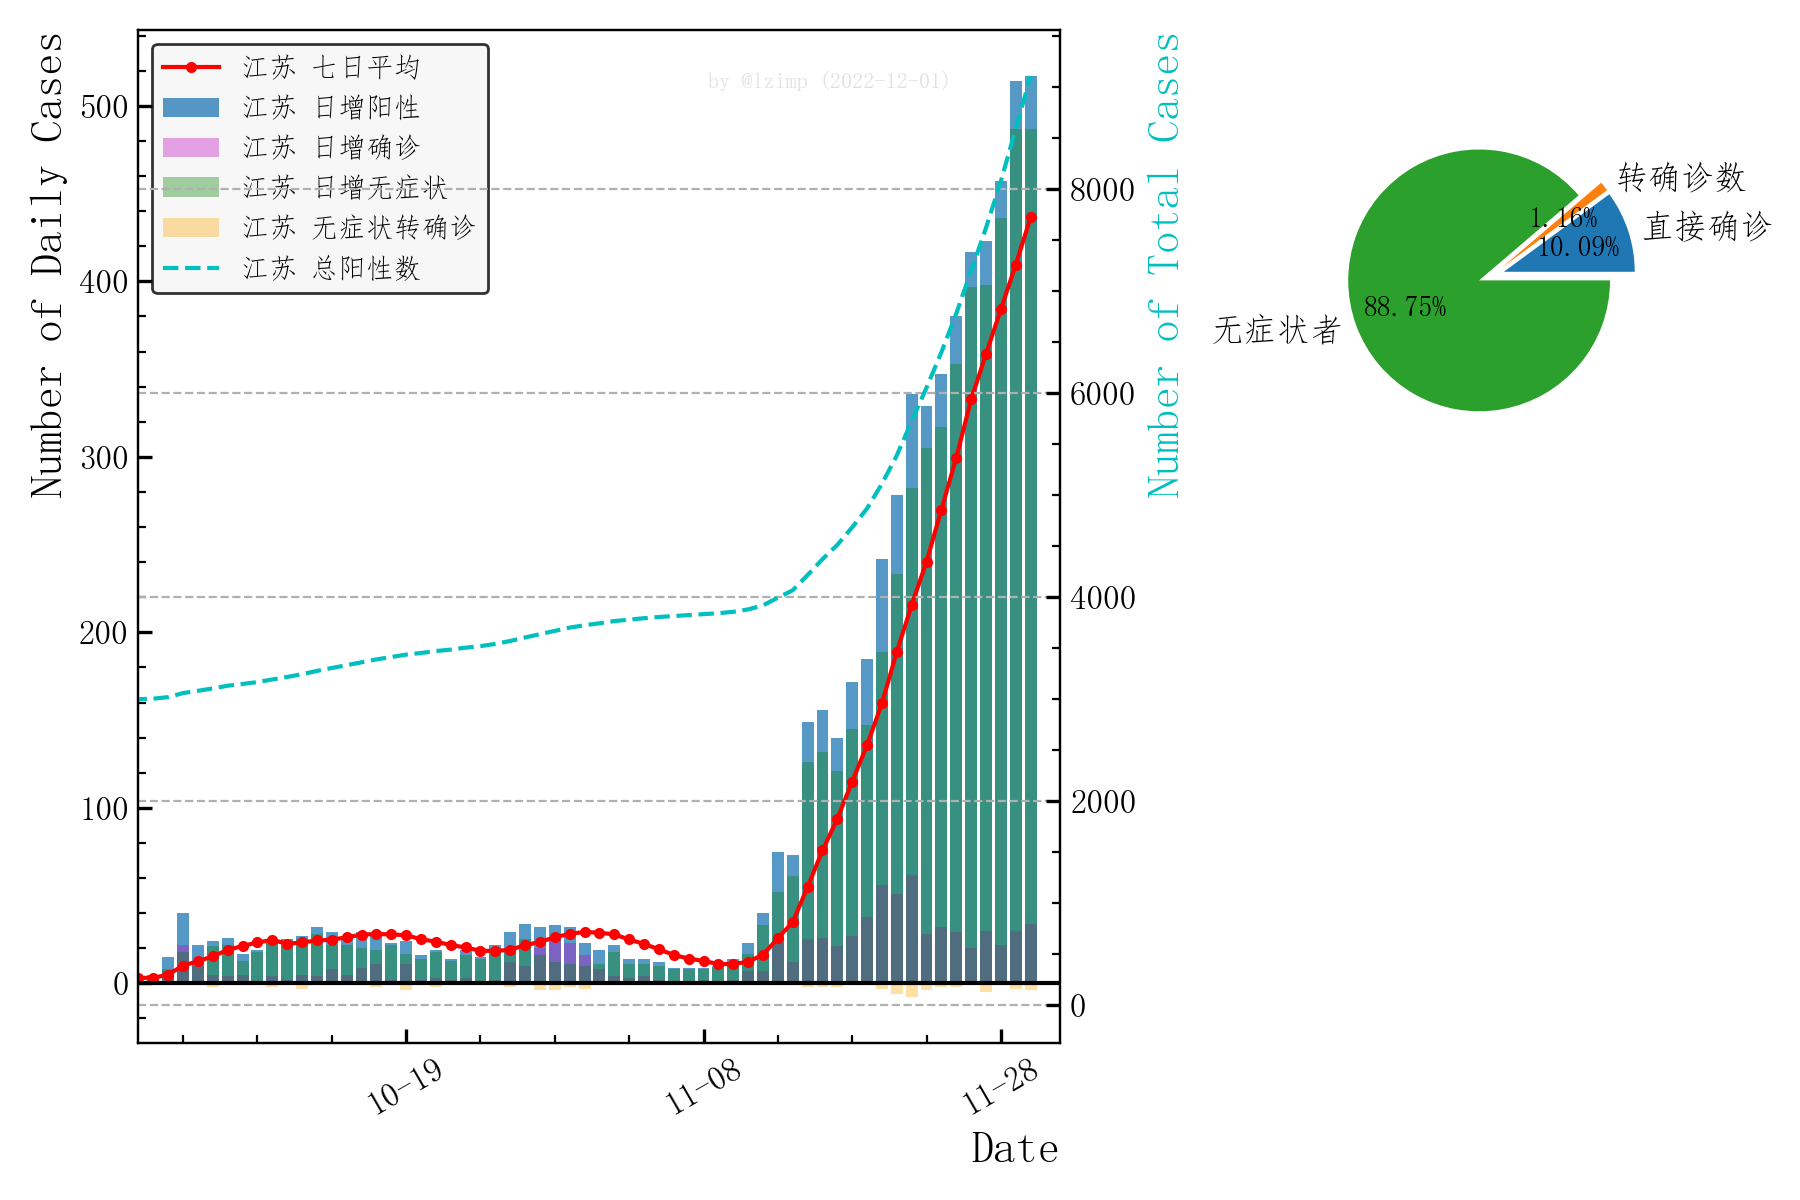 Number of Daily Cases
500
400
300
200
100
0
江苏 七日平均
江苏 日增阳性
江苏 日增确诊
江苏 日增无症状
江苏 无症状转确诊
江苏 总阳性数
by @lzimp (2022-12-01)
8000
6000
4000
2000
0
Number of Total Cases
10-19
11-08
11-28
Date
转确诊数
1.16%
直接确诊
10.09%
88.75%
无症状者